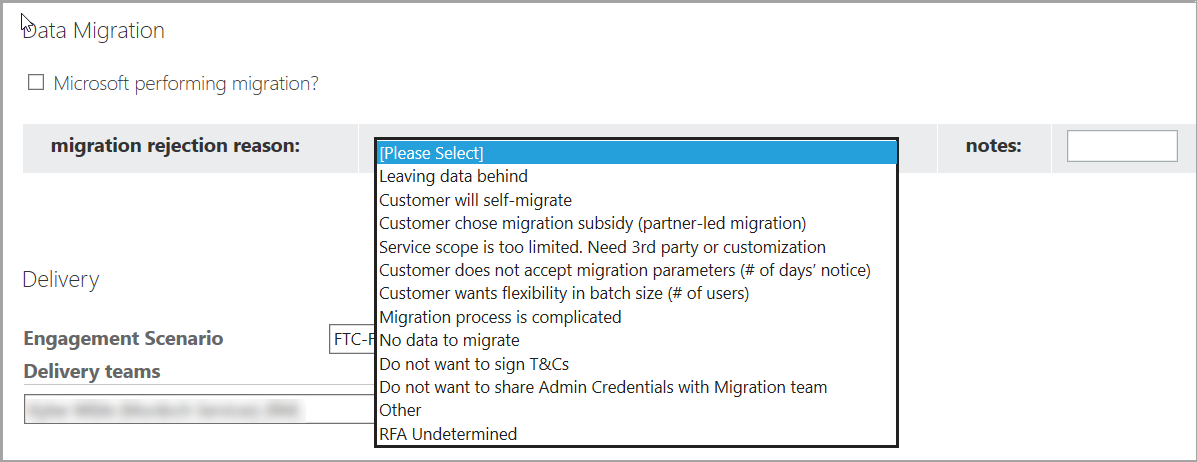 Data Migration
Microsoft performing migration?
migration rejection reason:
notes:
[Please Select]
Leaving data behind
Customer will self-migrate
Customer chose migration subsidy (partner-led migration)
Service scope is too limited. Need 3rd party or customization
Customer does not accept migration parameters (# of days’ notice)
Customer wants flexibility in batch size (# of users)
Migration process is complicated
No data to migrate
Do not want to sign T&Cs
Do not want to share Admin Credentials with Migration team
Other
RFA Undetermined
Delivery
Engagement Scenario
FTC-F
Delivery teams